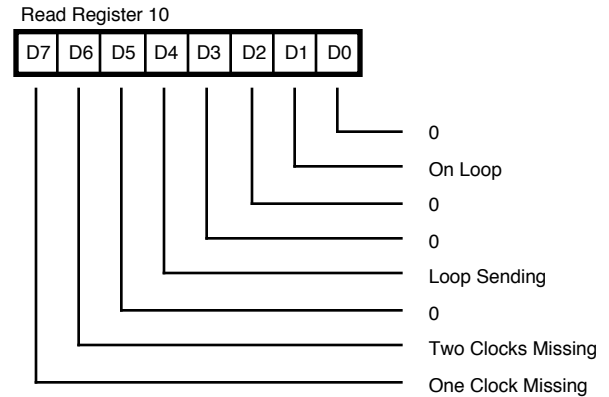 Read Register 10
D7 D6 D5 D4 D3 D2 D1 D0
0
On Loop
0
0
Loop Sending
0
Two Clocks Missing
One Clock Missing